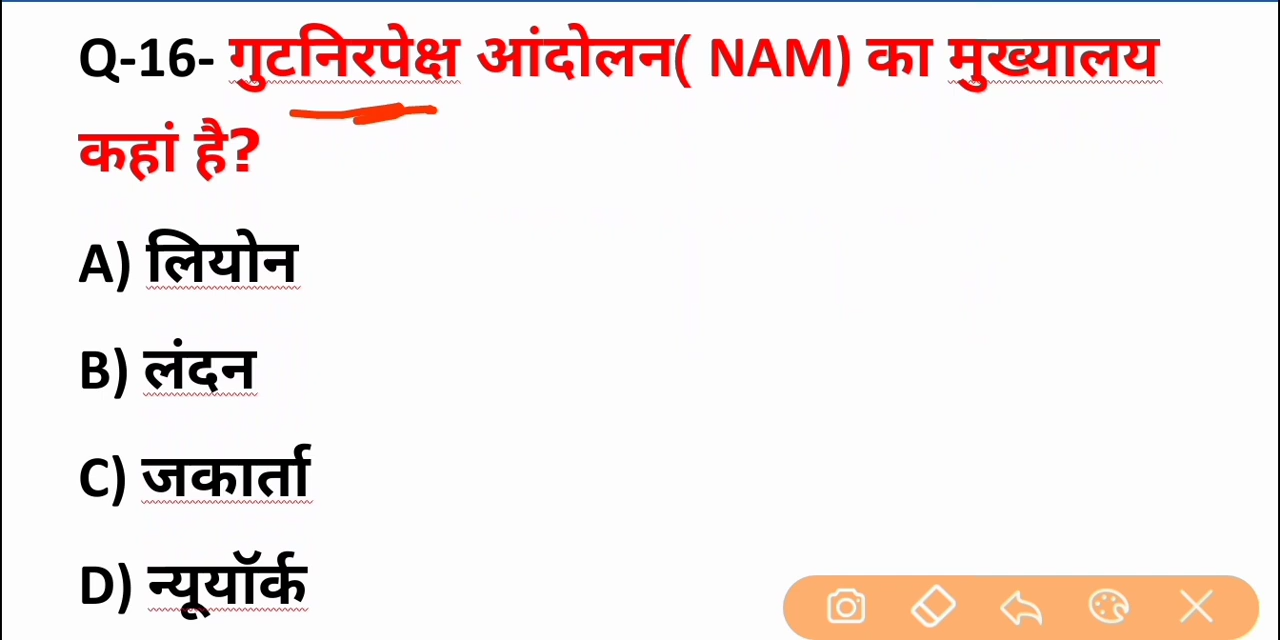 Q-16- गुटनिरपेक्ष आंदोलन( NAM) का मुख्यालय
कहां है?
A) लियोन
B) लंदन
C) जकार्ता
D) न्यूयॉर्क